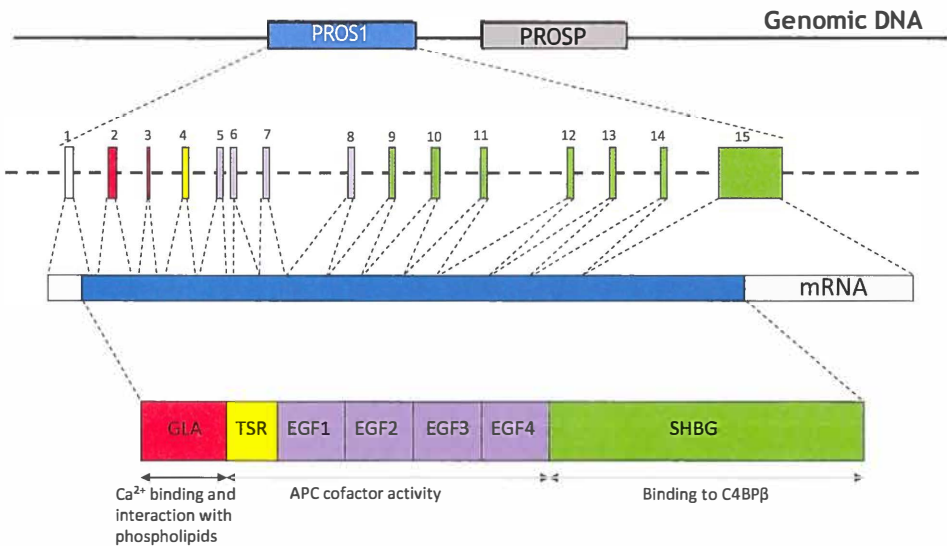 Genomic DNA
PROS1 PROSP
1 2 3 4 5 6 7 8 9 10 11 12 13 14 15
mRNA
GLA TSR EGF1 EGF2 EGF3 EGF4 SHBG
Ca²⁺ binding and
interaction with
phospholipids
APC cofactor activity
Binding to C4BPβ